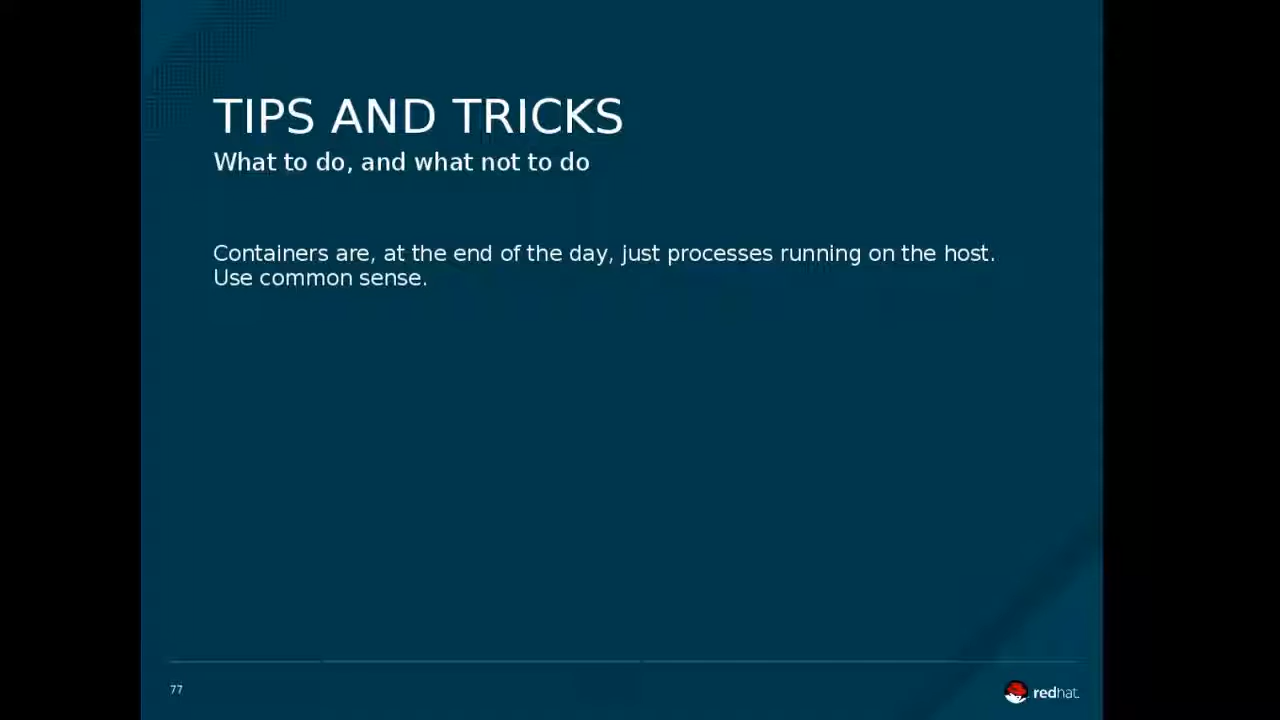 TIPS AND TRICKS
What to do, and what not to do
Containers are, at the end of the day, just processes running on the host.
Use common sense.
77
redhat.